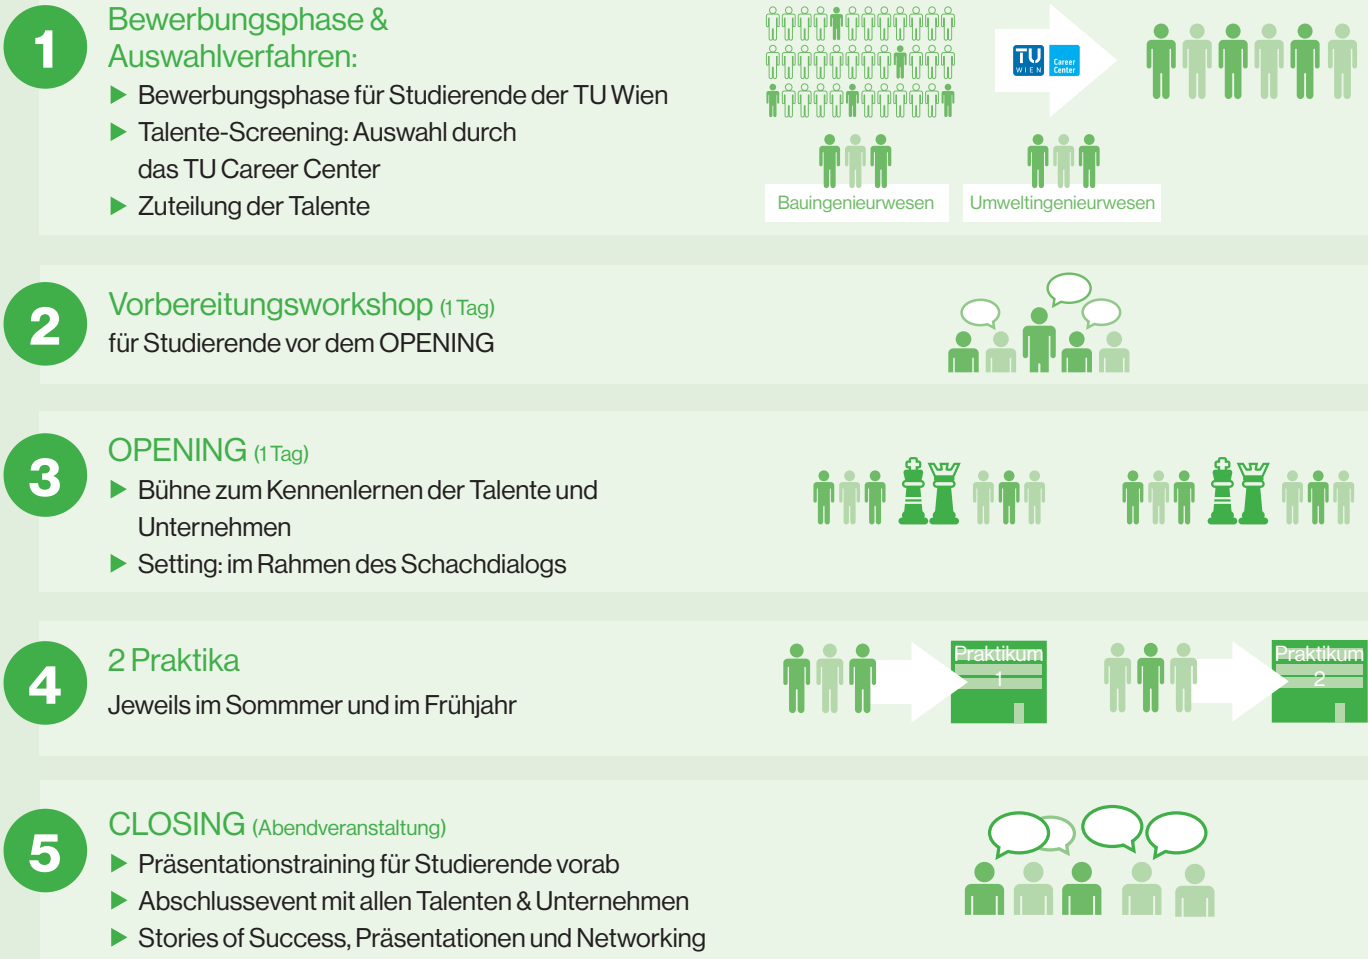 1
Bewerbungsphase &
Auswahlverfahren:
Bewerbungsphase für Studierende der TU Wien
Talente-Screening: Auswahl durch
das TU Career Center
Zuteilung der Talente
TU
WIEN
Career
Center
Bauingenieurwesen
Umweltingenieurwesen
2
Vorbereitungsworkshop (1 Tag)
für Studierende vor dem OPENING
3
OPENING (1 Tag)
Bühne zum Kennenlernen der Talente und
Unternehmen
Setting: im Rahmen des Schachdialogs
4
2 Praktika
Jeweils im Sommmer und im Frühjahr
Praktikum
1
Praktikum
2
5
CLOSING (Abendveranstaltung)
Präsentationstraining für Studierende vorab
Abschlussevent mit allen Talenten & Unternehmen
Stories of Success, Präsentationen und Networking